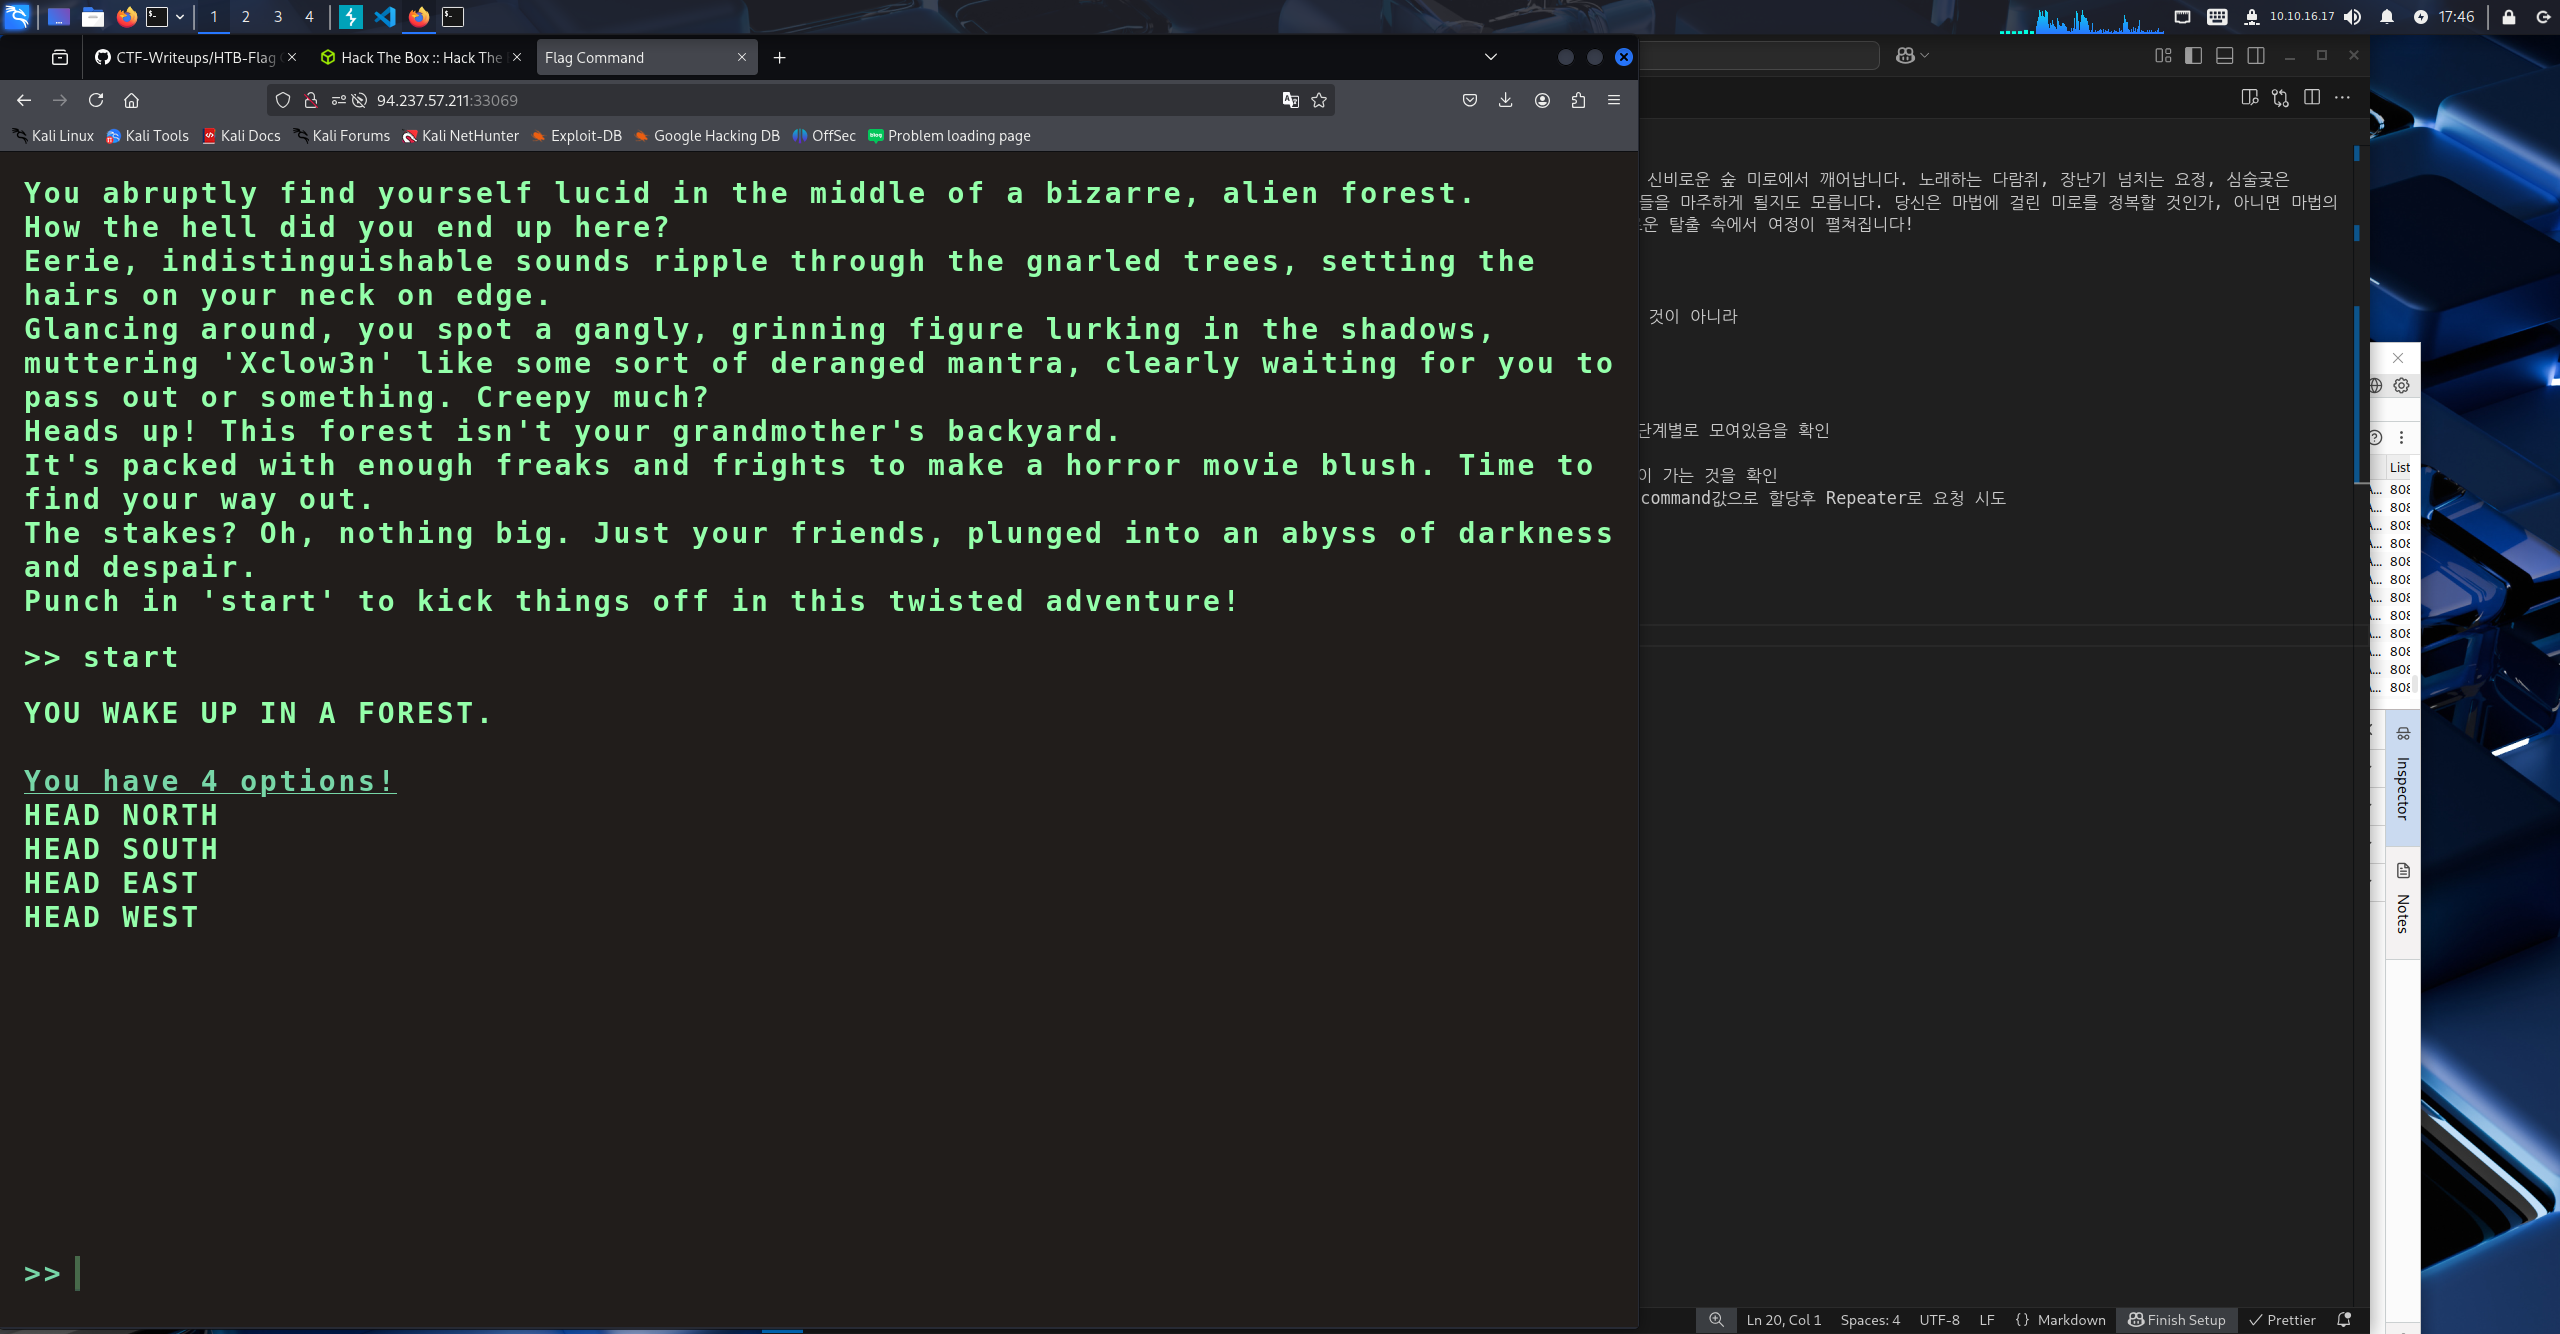 1 2 3 4 10.10.16.17 17:46
CTF-Writeups/HTB-Flag Hack The Box :: Hack The Flag Command
94.237.57.211:33069
Kali Linux Kali Tools Kali Docs Kali Forums Kali NetHunter Exploit-DB Google Hacking DB OffSec Problem loading page
You abruptly find yourself lucid in the middle of a bizarre, alien forest.
How the hell did you end up here?
Eerie, indistinguishable sounds ripple through the gnarled trees, setting the
hairs on your neck on edge.
Glancing around, you spot a gangly, grinning figure lurking in the shadows,
muttering 'Xclow3n' like some sort of deranged mantra, clearly waiting for you to
pass out or something. Creepy much?
Heads up! This forest isn't your grandmother's backyard.
It's packed with enough freaks and frights to make a horror movie blush. Time to
find your way out.
The stakes? Oh, nothing big. Just your friends, plunged into an abyss of darkness
and despair.
Punch in 'start' to kick things off in this twisted adventure!
>> start
YOU WAKE UP IN A FOREST.
You have 4 options!
HEAD NORTH
HEAD SOUTH
HEAD EAST
HEAD WEST
>>
신비로운 숲 미로에서 깨어납니다. 노래하는 다람쥐, 장난기 넘치는 요정, 심술궂은
들을 마주하게 될지도 모릅니다. 당신은 마법에 걸린 미로를 정복할 것인가, 아니면 마법의
운 탈출 속에서 여정이 펼쳐집니다!
것이 아니라
단계별로 모여있음을 확인
이 가는 것을 확인
command값으로 할당후 Repeater로 요청 시도
Ln 20, Col 1 Spaces: 4 UTF-8 LF {} Markdown Finish Setup Prettier
List
808
808
808
808
808
808
808
808
808
808
808
808
Inspector
Notes